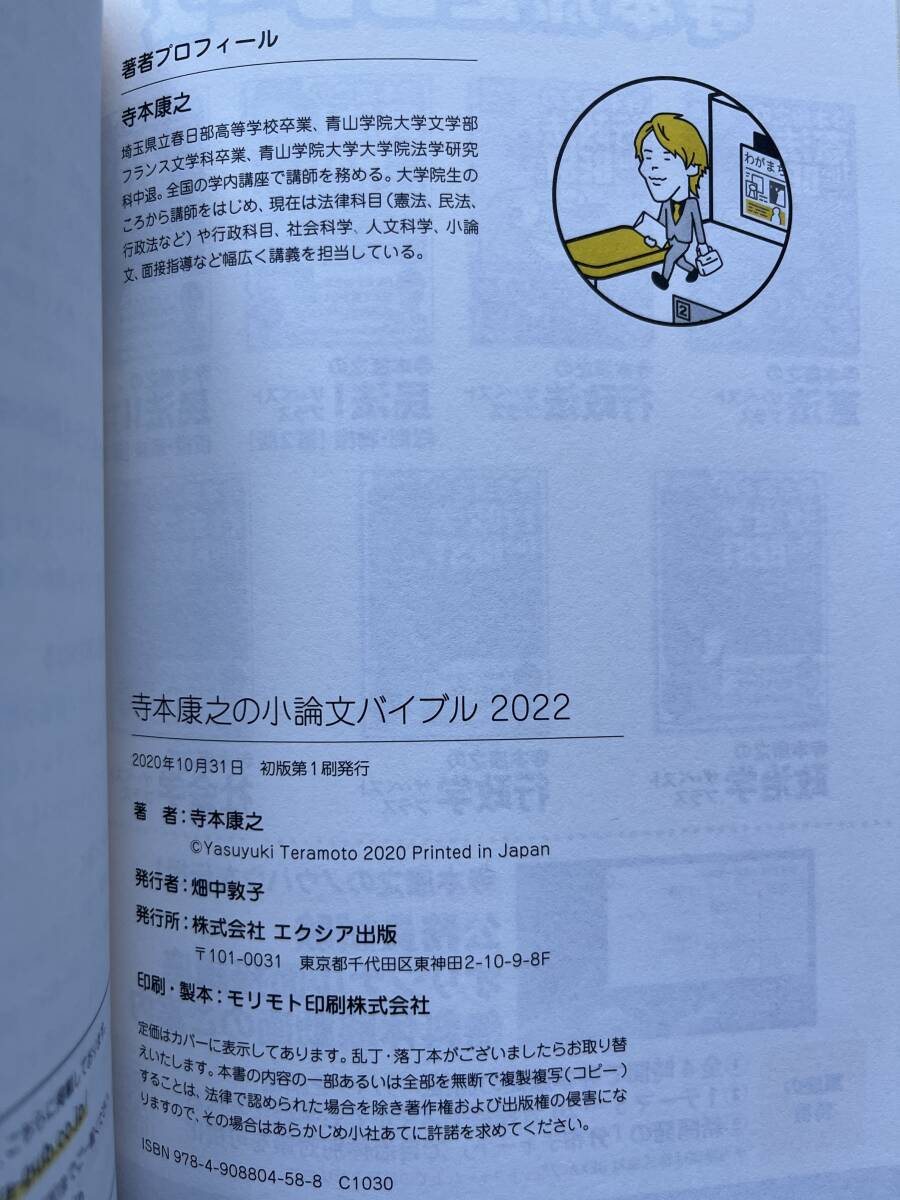 著者プロフィール
寺本康之
埼玉県立春日部高等学校卒業、青山学院大学文学部
フランス文学科卒業、青山学院大学大学院法学研究
科中退。全国の学内講座で講師を務める。大学院生の
ころから講師をはじめ、現在は法律科目（憲法、民法、
行政法など）や行政科目、社会科学、人文科学、小論
文、面接指導など幅広く講義を担当している。
わがまち
2
寺本康之の小論文バイブル 2022
2020年10月31日　初版第1刷発行
著　者：寺本康之
©Yasuyuki Teramoto 2020 Printed in Japan
発行者：畑中敦子
発行所：株式会社 エクシア出版
〒101-0031　東京都千代田区東神田2-10-9-8F
印刷・製本：モリモト印刷株式会社
定価はカバーに表示してあります。乱丁・落丁本がございましたらお取り替
えいたします。本書の内容の一部あるいは全部を無断で複製複写（コピー）
することは、法律で認められた場合を除き著作権および出版権の侵害にな
りますので、その場合はあらかじめ小社あてに許諾を求めてください。
ISBN 978-4-908804-58-8　C1030